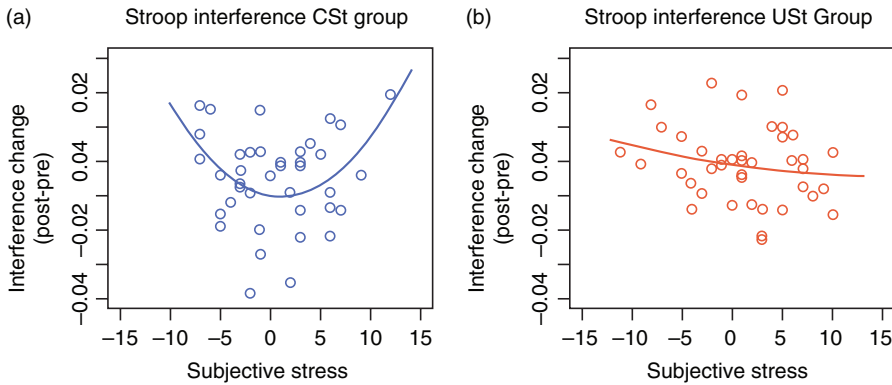 (a) Stroop interference CSt group
Interference change
(post-pre)
0.02
0.04
−0.02
−0.04
−15 −10 −5 0 5 10 15
Subjective stress
(b) Stroop interference USt Group
Interference change
(post-pre)
0.02
0.04
−0.02
−0.04
−15 −10 −5 0 5 10 15
Subjective stress